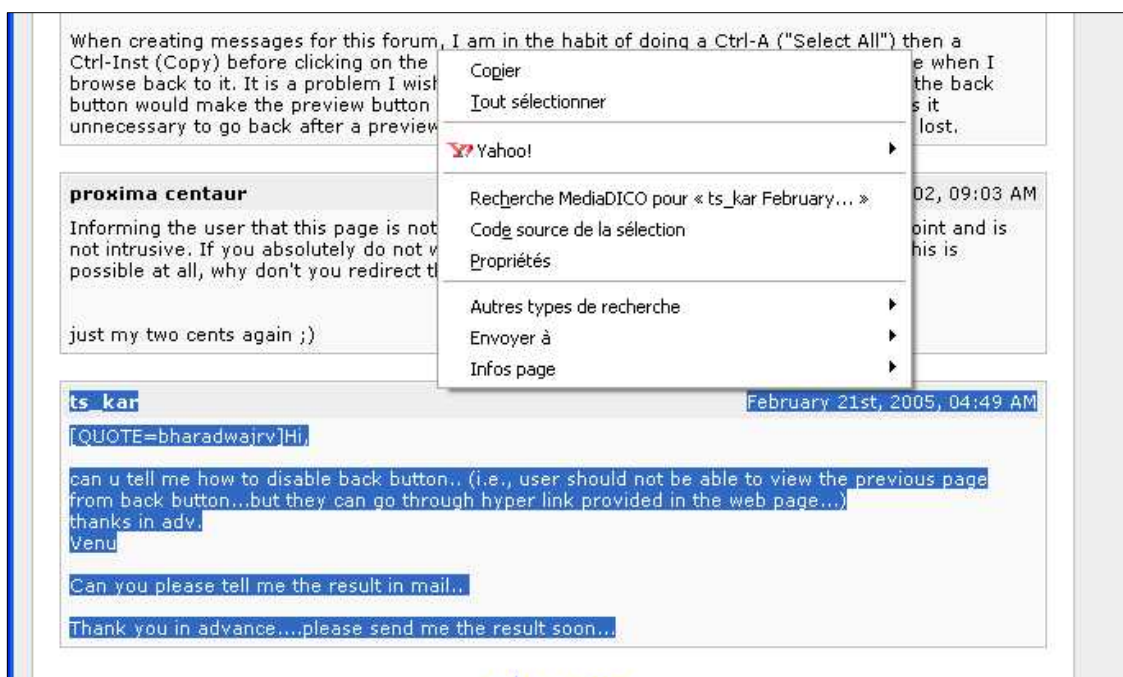 When creating messages for this forum, I am in the habit of doing a Ctrl-A ("Select All") then a
Ctrl-Inst (Copy) before clicking on the
e when I
browse back to it. It is a problem I
the back
button would make the preview button
s it
unnecessary to go back after a preview
lost.
Copier
Tout sélectionner
Yahoo!
Recherche MediaDICO pour « ts_kar February... »
Code source de la sélection
Propriétés
Autres types de recherche
Envoyer à
Infos page
proxima centaur
02, 09:03 AM
Informing the user that this page is not
oint and is
not intrusive. If you absolutely do not
his is
possible at all, why don't you redirect
just my two cents again ;)
ts_kar
February 21st, 2005, 04:49 AM
[QUOTE=bharadwajrv]Hi,
can u tell me how to disable back button.. (i.e., user should not be able to view the previous page
from back button...but they can go through hyper link provided in the web page...)
thanks in adv.
Venu
Can you please tell me the result in mail..
Thank you in advance....please send me the result soon...